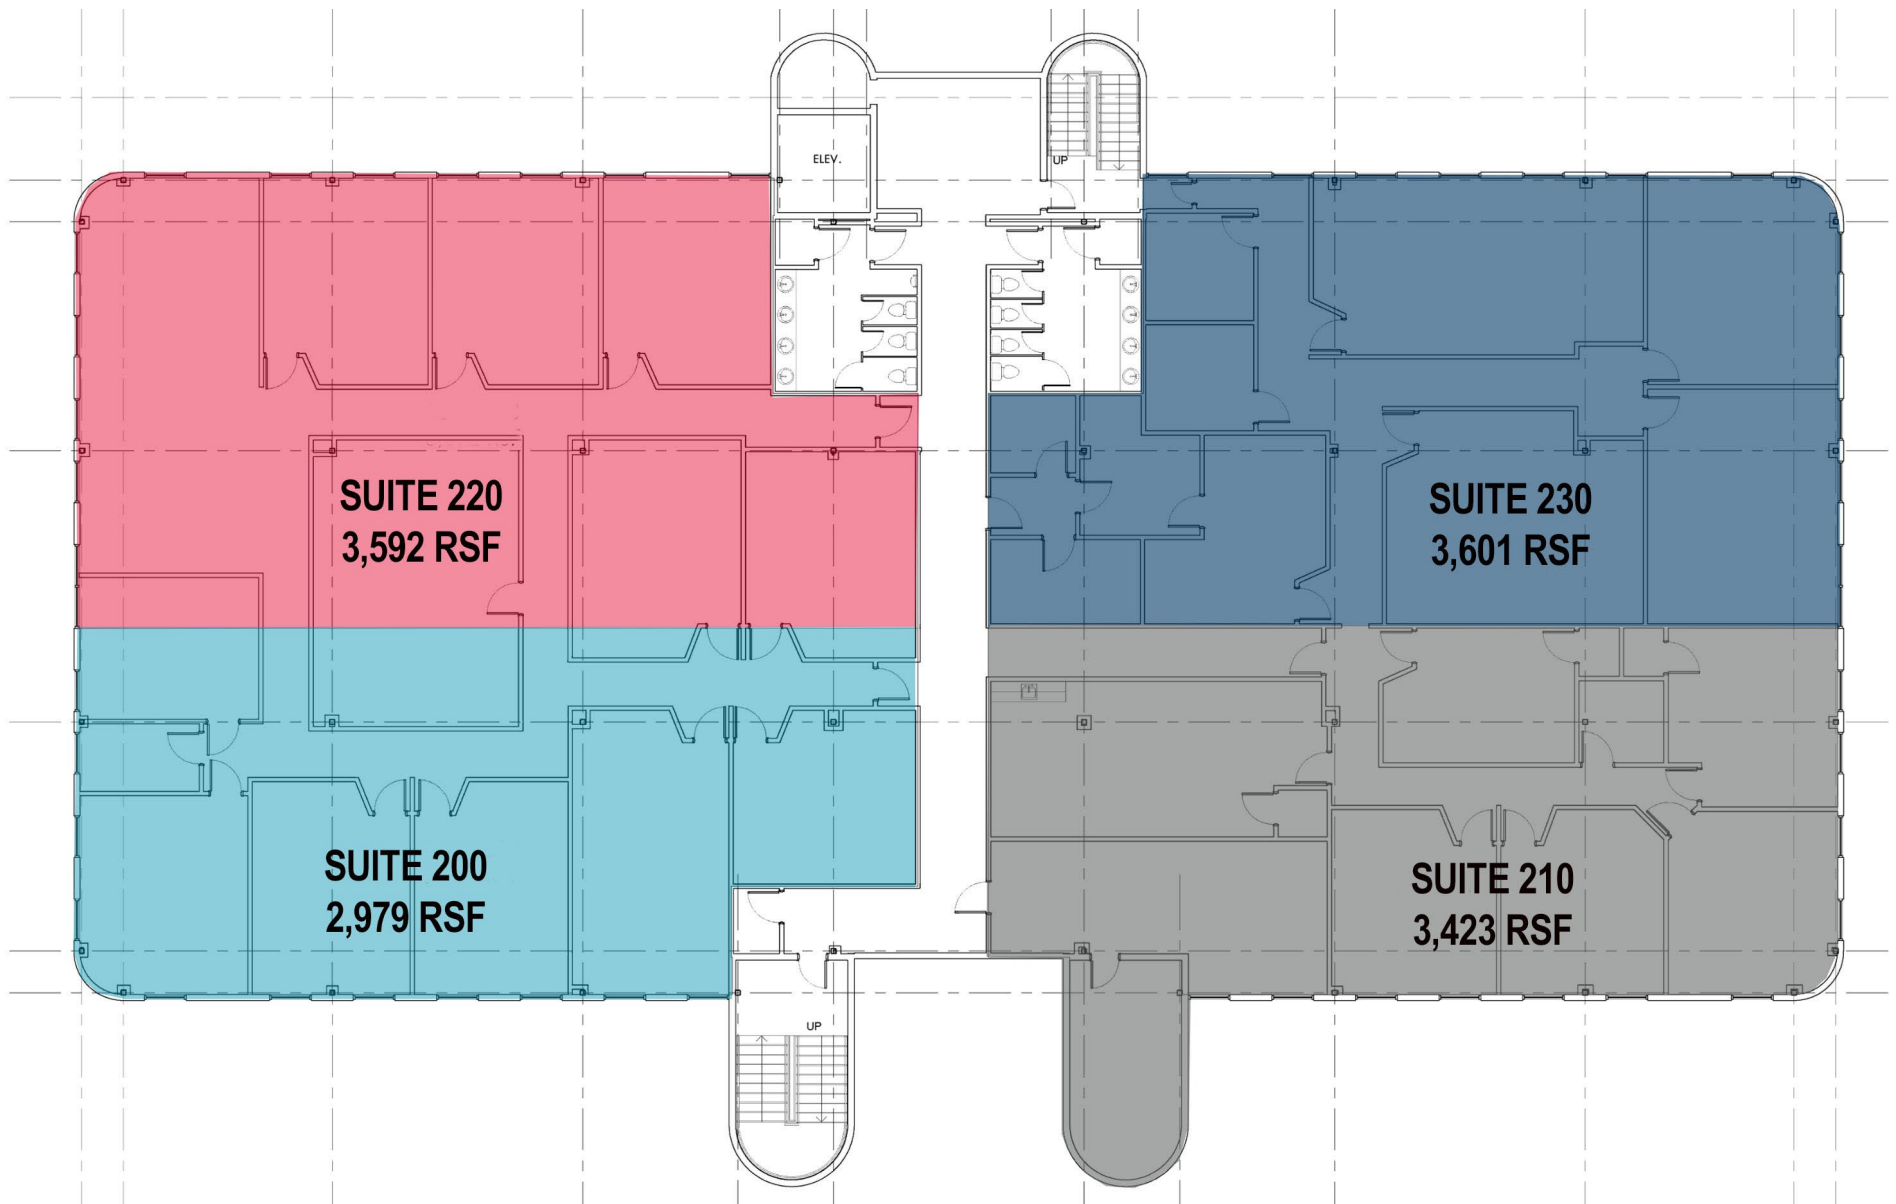 ELEV.
UP
SUITE 220
3,592 RSF
SUITE 230
3,601 RSF
SUITE 200
2,979 RSF
SUITE 210
3,423 RSF
UP